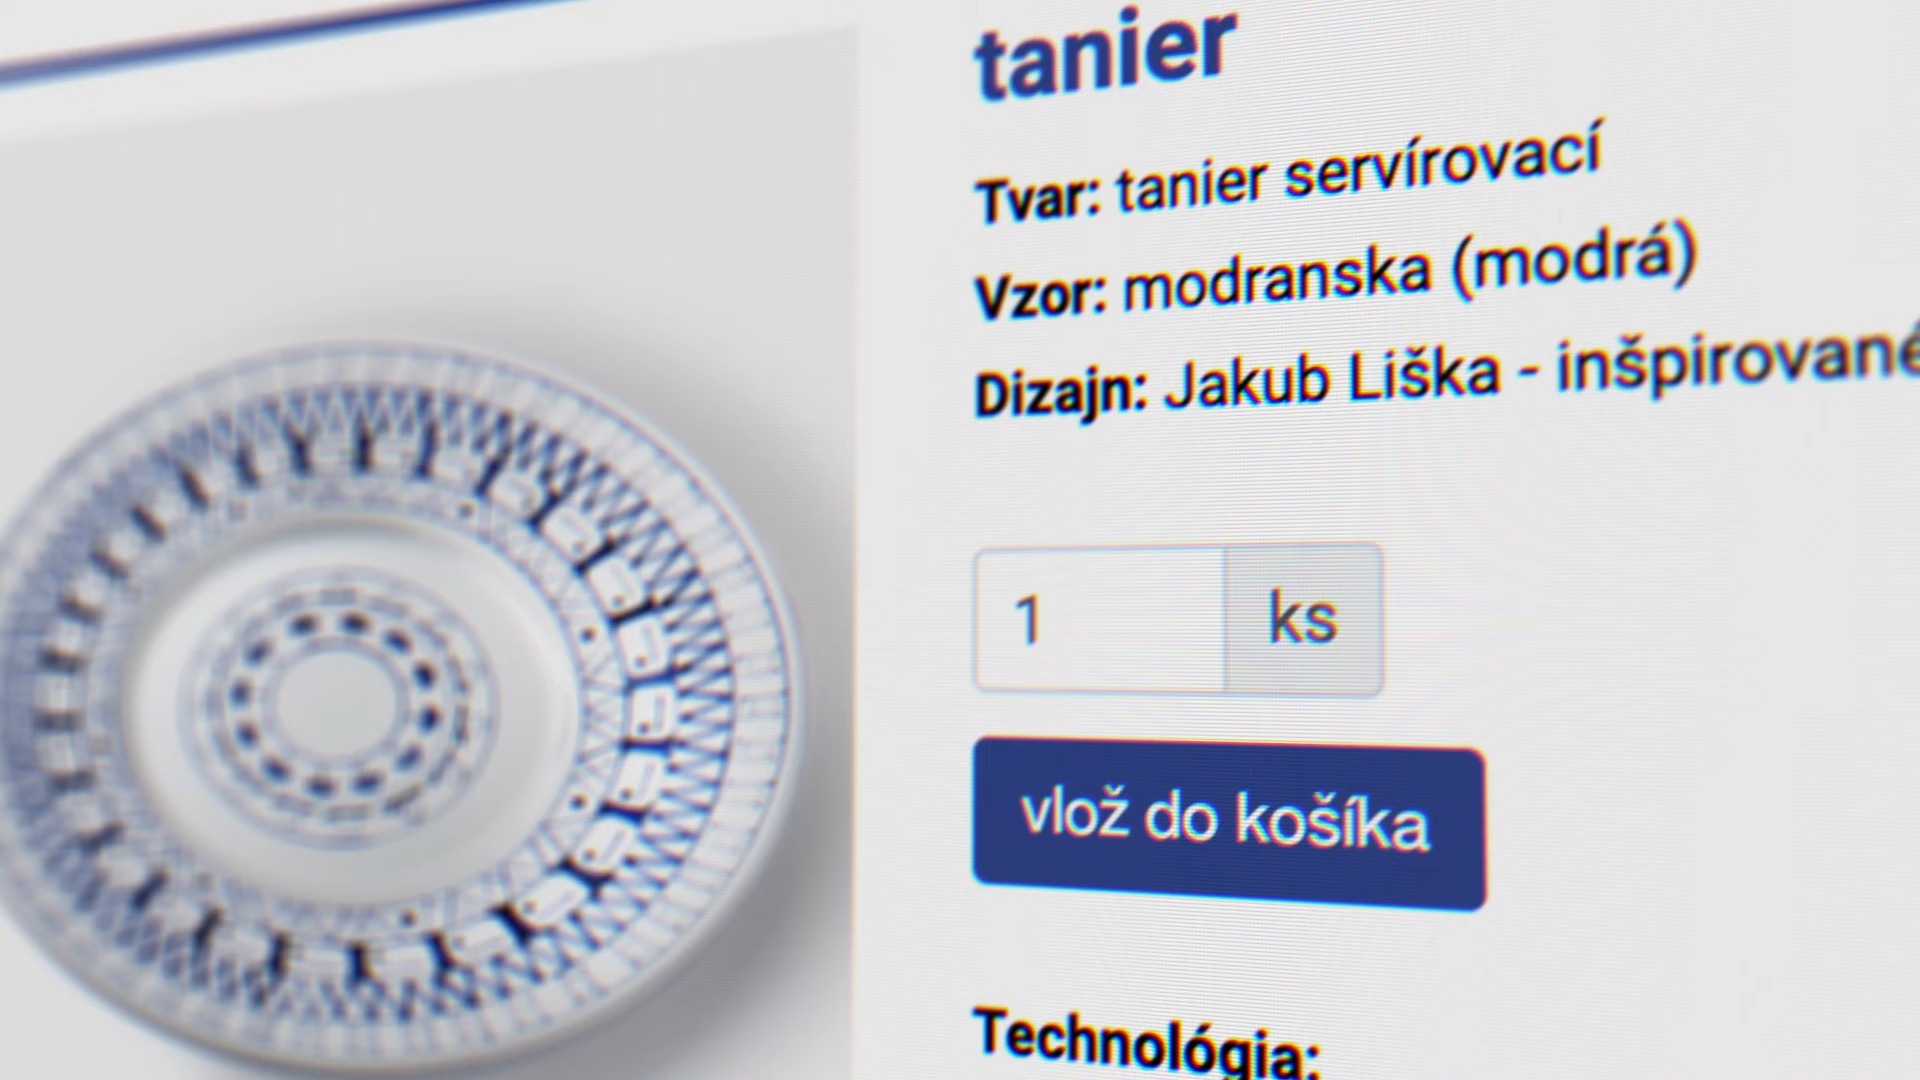 tanier
Tvar: tanier servírovací
Vzor: modranska (modrá)
Dizajn: Jakub Liška - inšpirované
1 ks
vlož do košíka
Technológia: